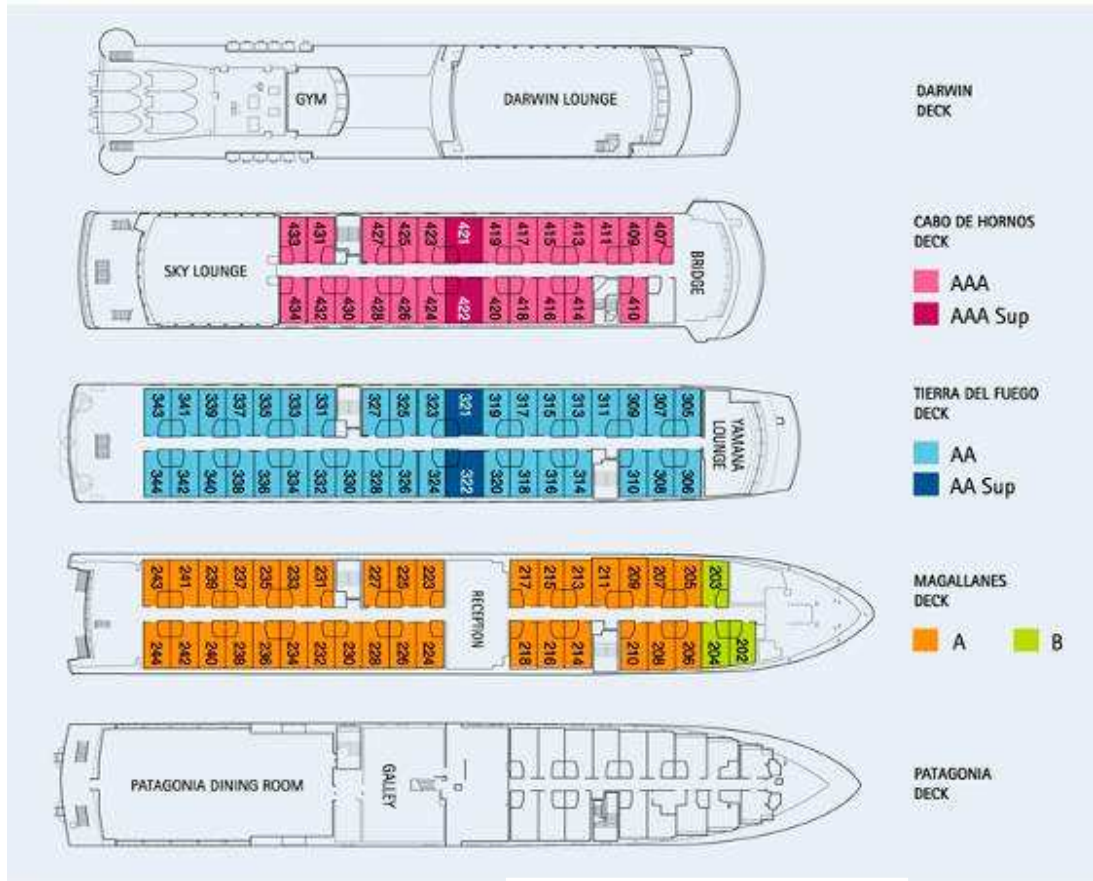 GYM
DARWIN LOUNGE
DARWIN
DECK
433 431 427 425 423 421 419 417 415 413 411 409 407
SKY LOUNGE
BRIDGE
434 432 430 428 426 424 422 420 418 416 414 410
CABO DE HORNOS
DECK
AAA
AAA Sup
343 341 339 337 335 333 331 327 325 323 321 319 317 315 313 311 309 307 305
YAMANA
LOUNGE
344 342 340 338 336 334 332 330 328 326 324 322 320 318 316 314 310 308 306
TIERRA DEL FUEGO
DECK
AA
AA Sup
243 241 239 237 235 233 231 227 225 223 217 215 213 211 209 207 205 203
RECEPTION
244 242 240 238 236 234 232 230 228 226 224 218 216 214 210 208 206 204 202
MAGALLANES
DECK
A
B
PATAGONIA DINING ROOM
GALLEY
PATAGONIA
DECK